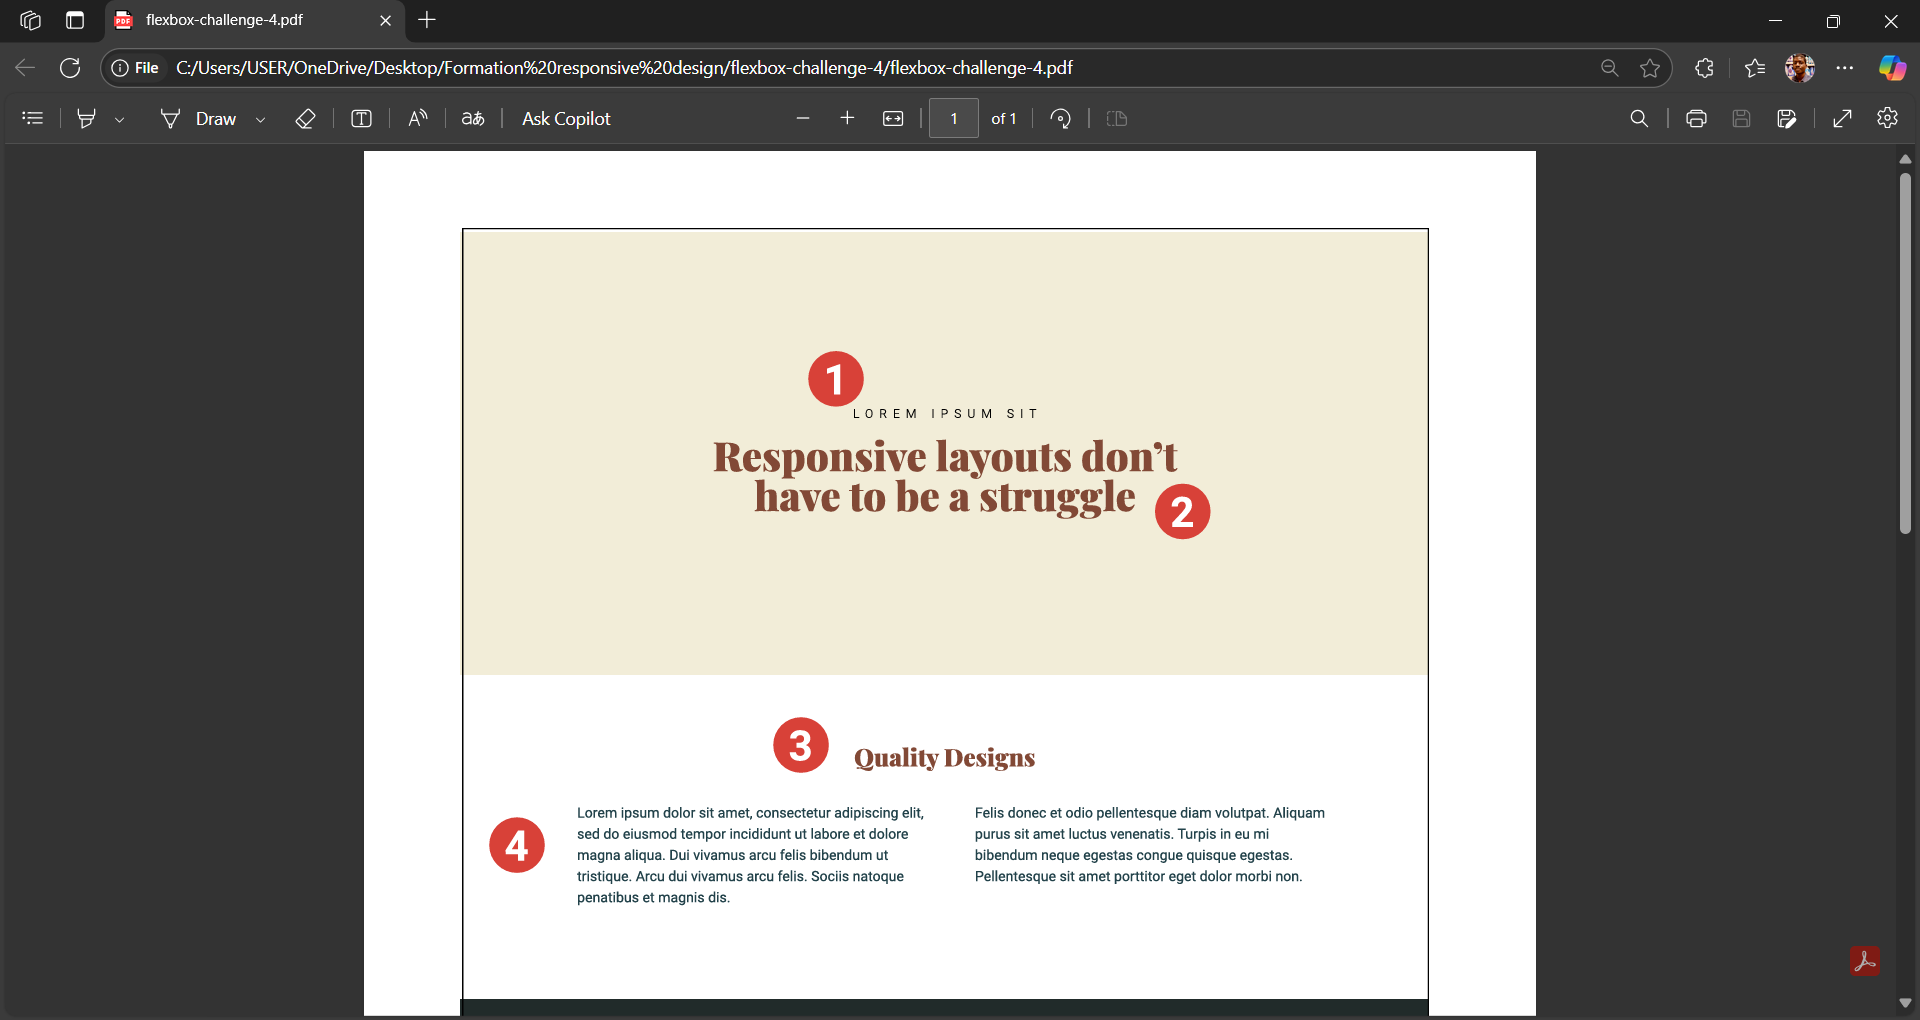 flexbox-challenge-4.pdf
File
C:/Users/USER/OneDrive/Desktop/Formation%20responsive%20design/flexbox-challenge-4/flexbox-challenge-4.pdf
Draw
Ask Copilot
1 of 1
1
LOREM IPSUM SIT
Responsive layouts don’t
have to be a struggle
2
3
Quality Designs
4
Lorem ipsum dolor sit amet, consectetur adipiscing elit,
sed do eiusmod tempor incididunt ut labore et dolore
magna aliqua. Dui vivamus arcu felis bibendum ut
tristique. Arcu dui vivamus arcu felis. Sociis natoque
penatibus et magnis dis.
Felis donec et odio pellentesque diam volutpat. Aliquam
purus sit amet luctus venenatis. Turpis in eu mi
bibendum neque egestas congue quisque egestas.
Pellentesque sit amet porttitor eget dolor morbi non.